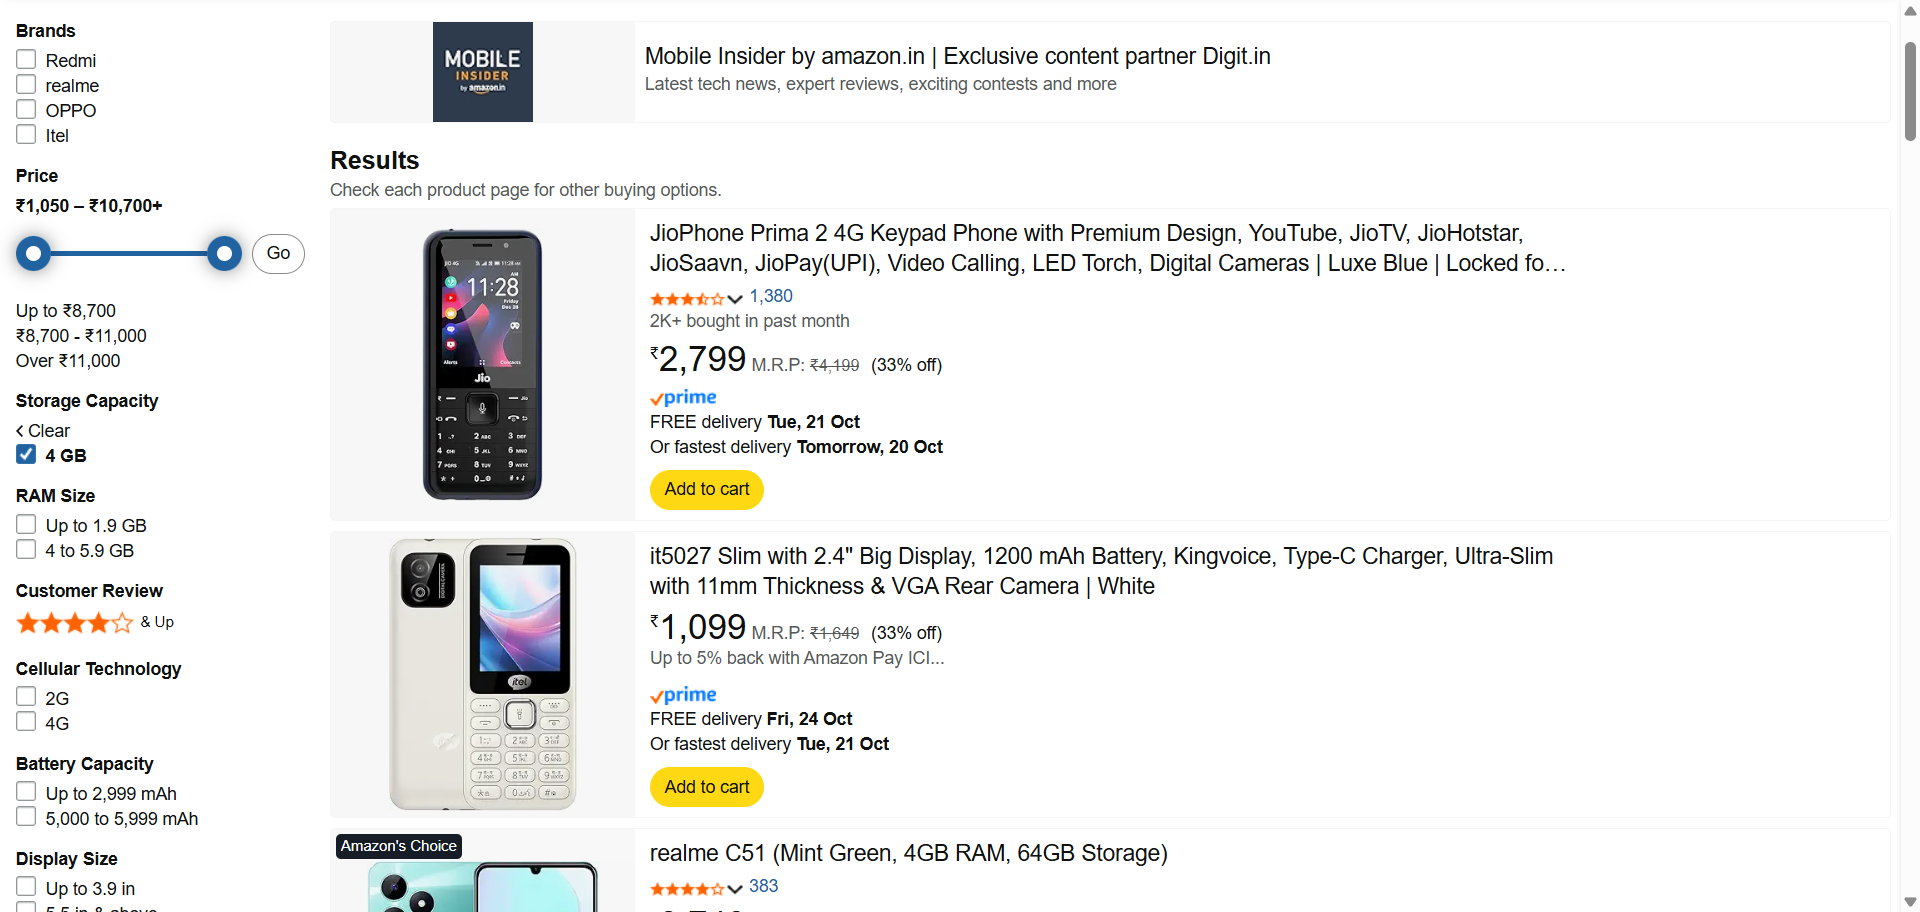 Brands
Redmi
realme
OPPO
Itel
Price
₹1,050 – ₹10,700+
Go
Up to ₹8,700
₹8,700 - ₹11,000
Over ₹11,000
Storage Capacity
Clear
4 GB
RAM Size
Up to 1.9 GB
4 to 5.9 GB
Customer Review
& Up
Cellular Technology
2G
4G
Battery Capacity
Up to 2,999 mAh
5,000 to 5,999 mAh
Display Size
Up to 3.9 in
5.5 in & above
MOBILE
INSIDER
by amazon.in
Mobile Insider by amazon.in | Exclusive content partner Digit.in
Latest tech news, expert reviews, exciting contests and more
Results
Check each product page for other buying options.
11:28
Jio
JioPhone Prima 2 4G Keypad Phone with Premium Design, YouTube, JioTV, JioHotstar,
JioSaavn, JioPay(UPI), Video Calling, LED Torch, Digital Cameras | Luxe Blue | Locked fo…
1,380
2K+ bought in past month
₹2,799 M.R.P: ₹4,199 (33% off)
prime
FREE delivery Tue, 21 Oct
Or fastest delivery Tomorrow, 20 Oct
Add to cart
DIGITAL CAMERA
itel
it5027 Slim with 2.4" Big Display, 1200 mAh Battery, Kingvoice, Type-C Charger, Ultra-Slim
with 11mm Thickness & VGA Rear Camera | White
₹1,099 M.R.P: ₹1,649 (33% off)
Up to 5% back with Amazon Pay ICI...
prime
FREE delivery Fri, 24 Oct
Or fastest delivery Tue, 21 Oct
Add to cart
Amazon's Choice
realme C51 (Mint Green, 4GB RAM, 64GB Storage)
383